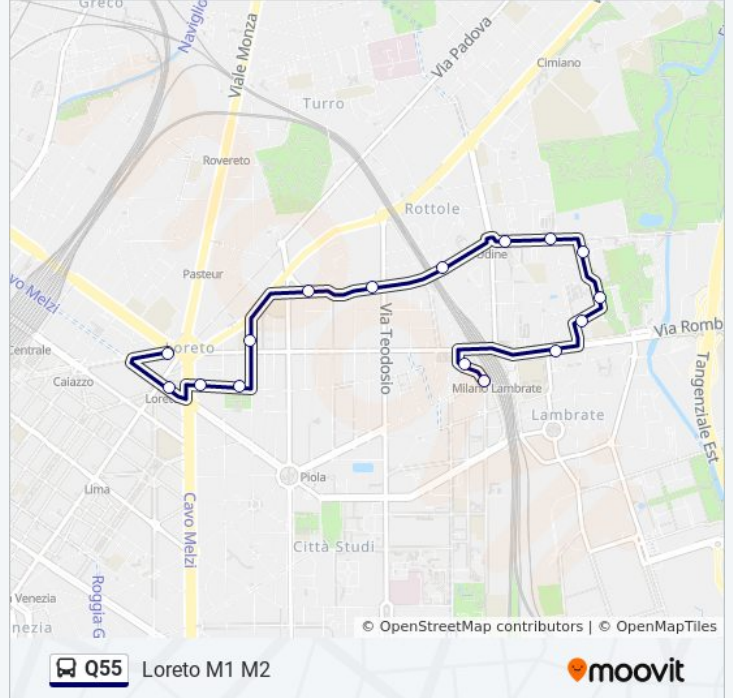 Greco
Naviglio
Viale Monza
Via Padova
Cimiano
Turro
Rovereto
Rottole
Udine
Pasteur
vo Melzi
Via Teodosio
Via Romb
Loreto
Centrale
Caiazzo
Lore
Milano Lambrate
Lambrate
Tangenziale Est
Piola
Lima
Cavo Melzi
Città Studi
Venezia
Roggia G
nezia
© OpenStreetMap contributors | © OpenMapTiles
Q55 Loreto M1 M2
moovit